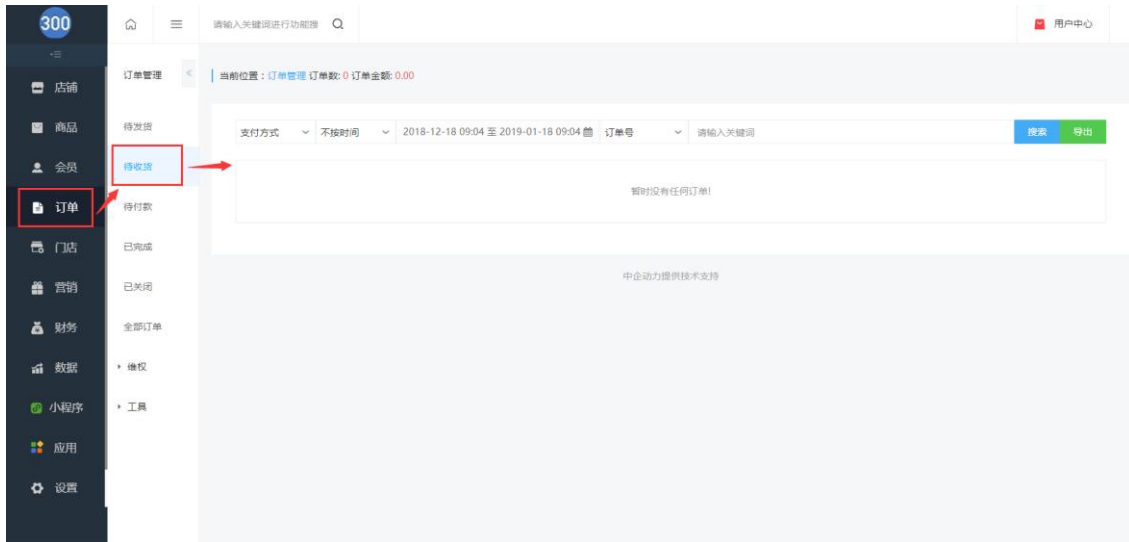 300
请输入关键词进行功能搜
用户中心
店铺
商品
会员
订单
门店
营销
财务
数据
小程序
应用
设置
订单管理
待发货
待收货
待付款
已完成
已关闭
全部订单
维权
工具
当前位置：订单管理 订单数: 0 订单金额: 0.00
支付方式 不按时间 2018-12-18 09:04 至 2019-01-18 09:04 订单号 请输入关键词 搜索 导出
暂时没有任何订单!
中企动力提供技术支持